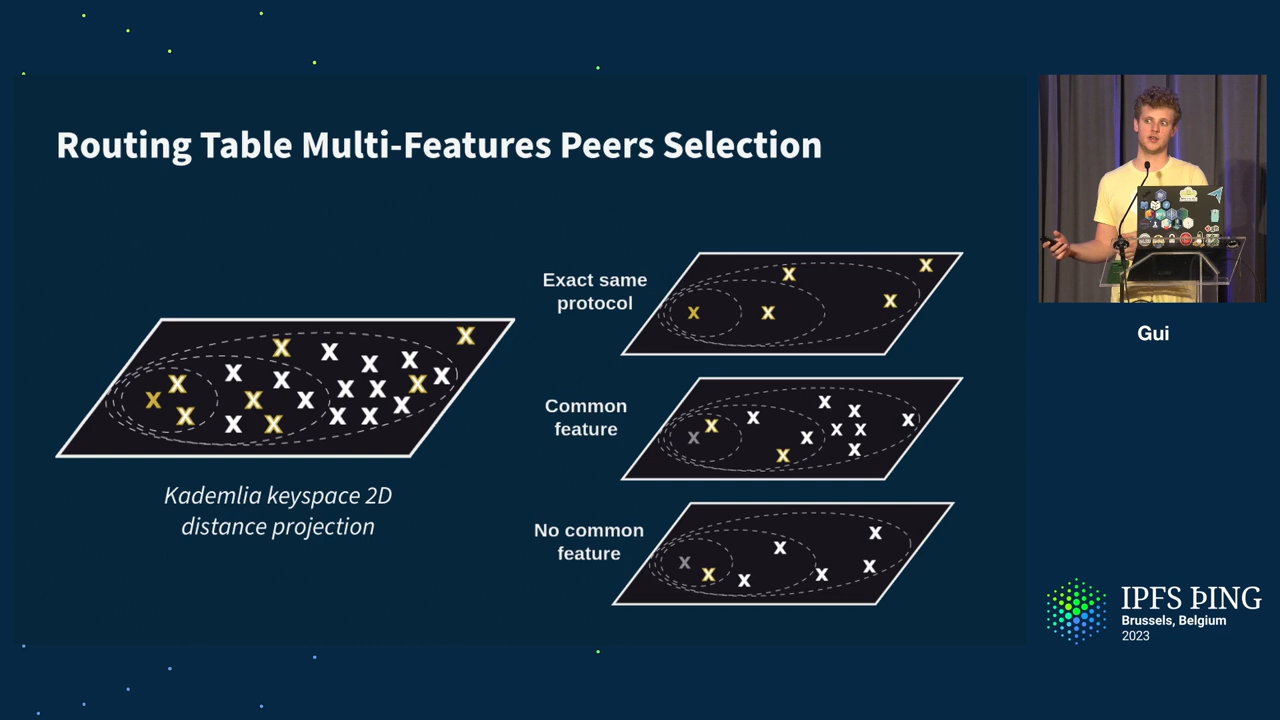 Routing Table Multi-Features Peers Selection
Exact same
protocol
Common
feature
No common
feature
Kademlia keyspace 2D
distance projection
Gui
IPFS ÞING
Brussels, Belgium
2023